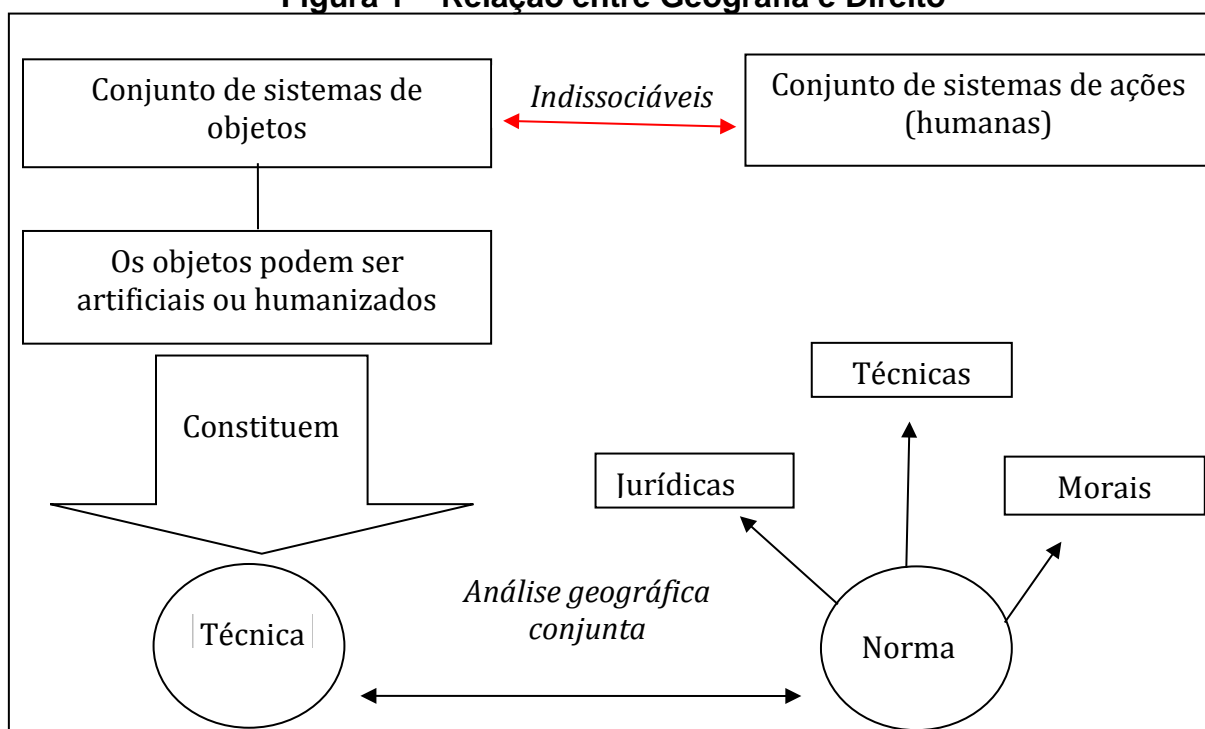 Figura 1 – Relação entre Geografia e Direito
Conjunto de sistemas de
objetos
Indissociáveis
Conjunto de sistemas de ações
(humanas)
Os objetos podem ser
artificiais ou humanizados
Constituem
Técnicas
Jurídicas
Morais
Técnica
Análise geográfica
conjunta
Norma